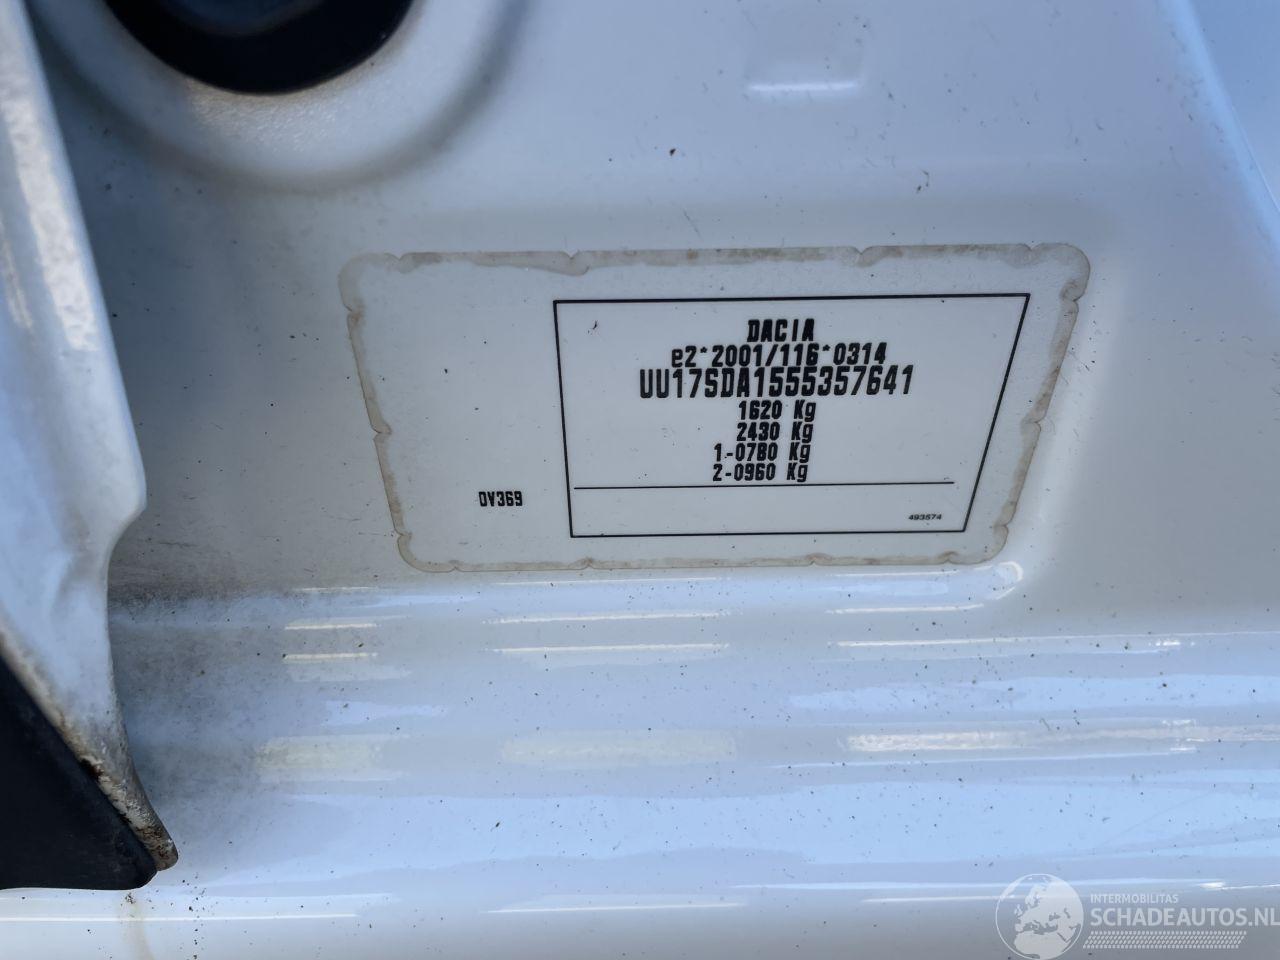 DACIA
e2*2001/116*0314
UU17SDA1555357641
1620 Kg
2430 Kg
1-0780 Kg
2-0960 Kg
OV369
493574
INTERMOBILITAS
SCHADEAUTOS.NL